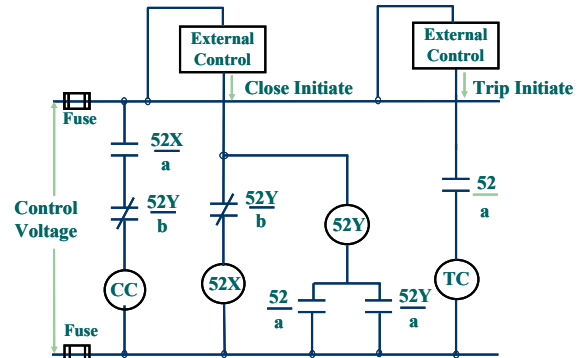 External
Control
External
Control
Close Initiate
Trip Initiate
Fuse
52X
a
52Y
b
52Y
b
52
a
Control
Voltage
52Y
CC
52X
52
a
52Y
a
TC
Fuse